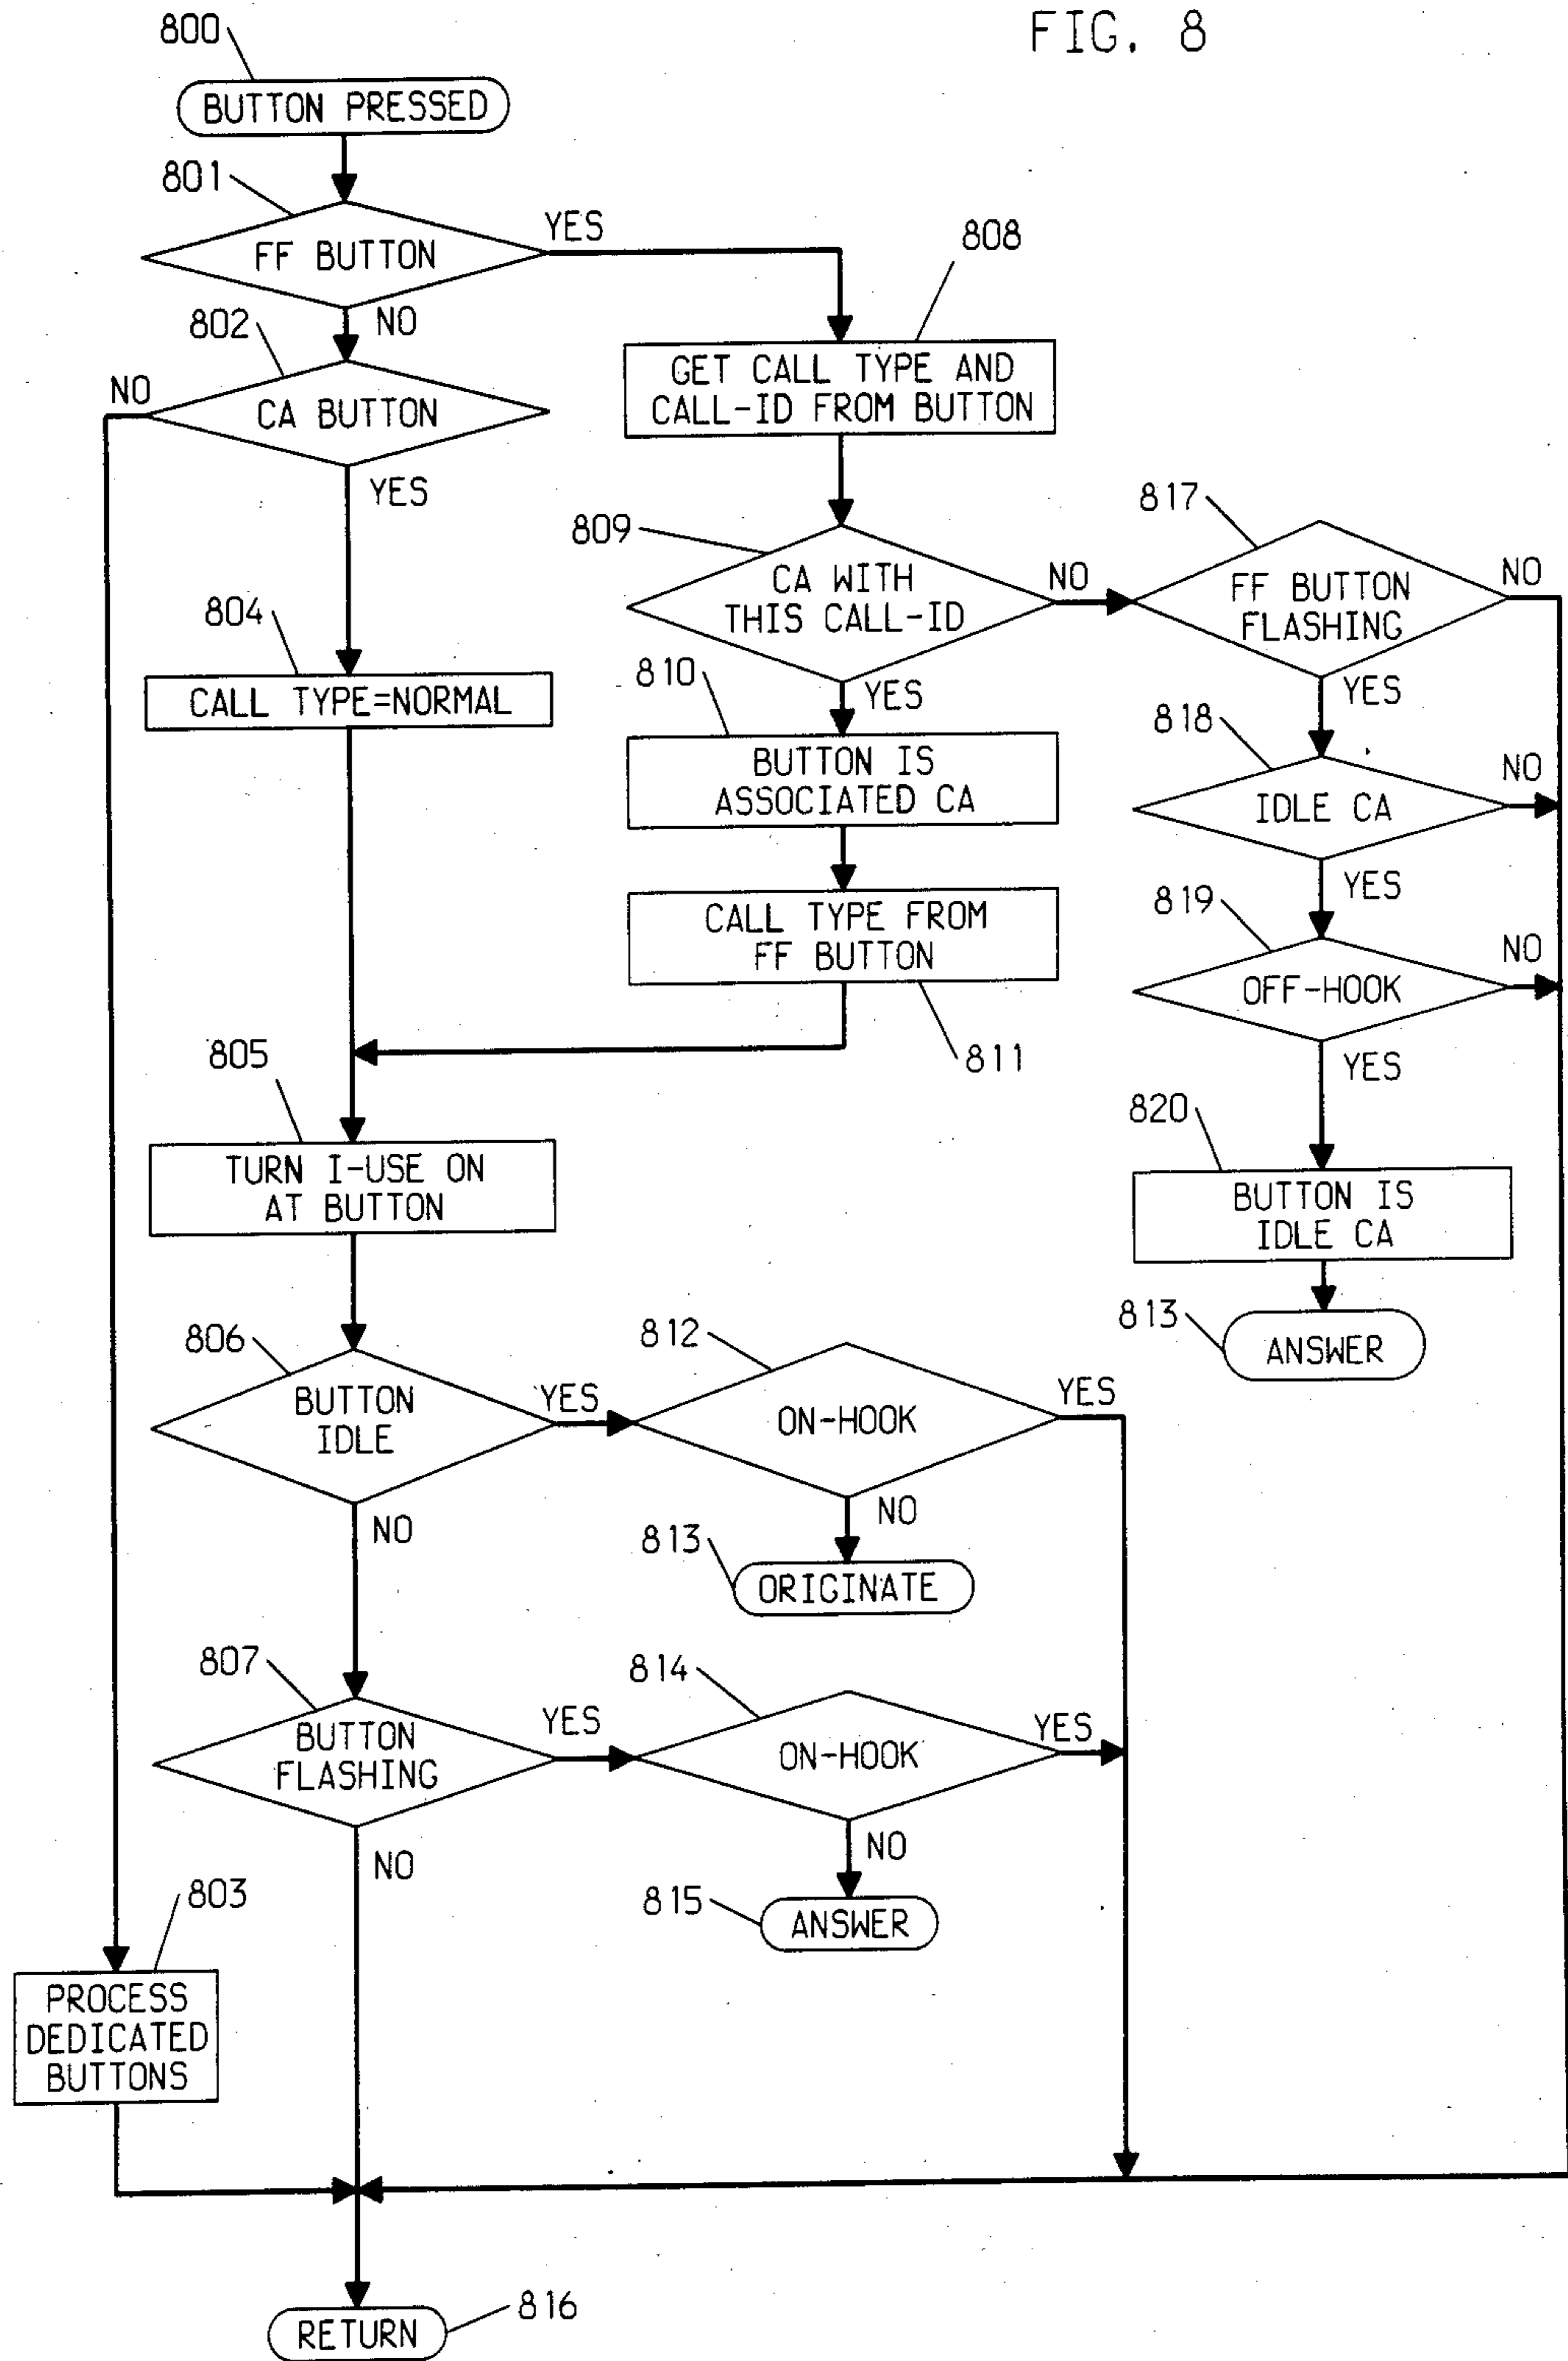 FIG. 8
800
BUTTON PRESSED
801
FF BUTTON
YES
NO
808
802
CA BUTTON
NO
YES
GET CALL TYPE AND
CALL-ID FROM BUTTON
809
CA WITH
THIS CALL-ID
NO
YES
817
FF BUTTON
FLASHING
NO
YES
804
CALL TYPE=NORMAL
810
BUTTON IS
ASSOCIATED CA
818
IDLE CA
NO
YES
CALL TYPE FROM
FF BUTTON
811
819
OFF-HOOK
NO
YES
805
TURN I-USE ON
AT BUTTON
820
BUTTON IS
IDLE CA
813
ANSWER
806
BUTTON
IDLE
YES
NO
812
ON-HOOK
YES
NO
813
ORIGINATE
807
BUTTON
FLASHING
YES
NO
814
ON-HOOK
YES
NO
815
ANSWER
803
PROCESS
DEDICATED
BUTTONS
RETURN
816